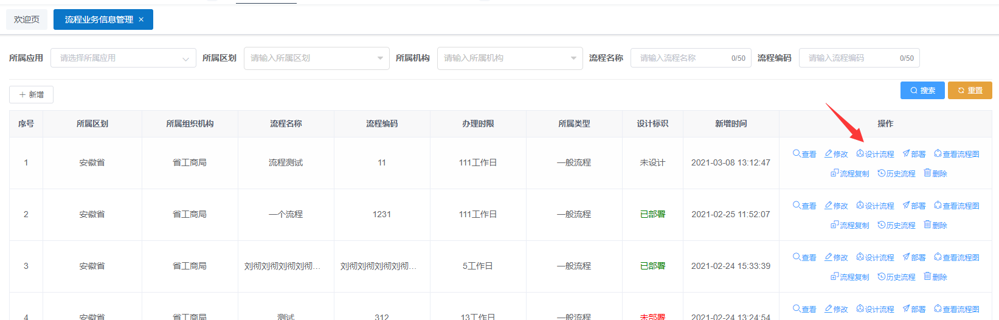 欢迎页 流程业务信息管理 ×
所属应用 请选择所属应用 所属区划 请输入所属区划 所属机构 请输入所属机构 流程名称 请输入流程名称 0/50 流程编码 请输入流程编码 0/50
+ 新增 搜索 重置
序号 所属区划 所属组织机构 流程名称 流程编码 办理时限 所属类型 设计标识 新增时间 操作
1 安徽省 省工商局 流程测试 11 111工作日 一般流程 未设计 2021-03-08 13:12:47 查看 修改 设计流程 部署 查看流程图
流程复制 历史流程 删除
2 安徽省 省工商局 一个流程 1231 111工作日 一般流程 已部署 2021-02-25 11:52:07 查看 修改 设计流程 部署 查看流程图
流程复制 历史流程 删除
3 安徽省 省工商局 刘彻刘彻刘彻刘彻... 刘彻刘彻刘彻刘彻... 5工作日 一般流程 已部署 2021-02-24 15:33:39 查看 修改 设计流程 部署 查看流程图
流程复制 历史流程 删除
4 安徽省 省工商局 测试 312 13工作日 一般流程 未部署 2021-02-24 13:24:54 查看 修改 设计流程 部署 查看流程图